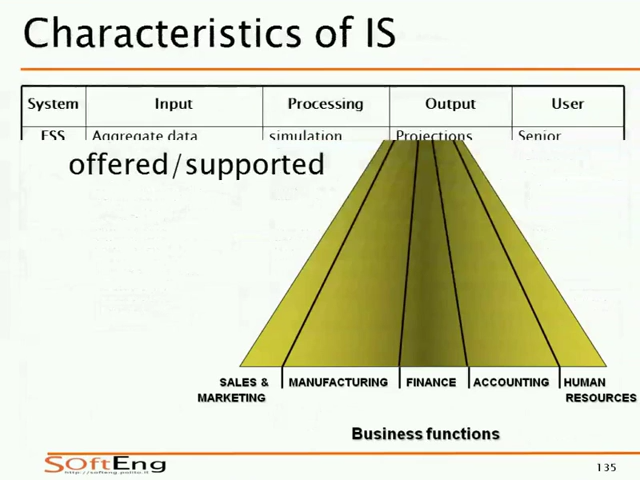 Characteristics of IS
System Input Processing Output User
ESS Aggregate data simulation Projections Senior
offered/supported
SALES & MANUFACTURING FINANCE ACCOUNTING HUMAN
MARKETING RESOURCES
Business functions
SOftEng
http://softeng.polito.it
135